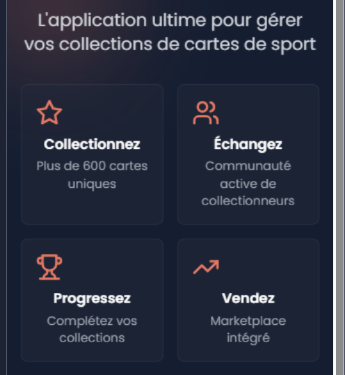 L'application ultime pour gérer
vos collections de cartes de sport
Collectionnez
Plus de 600 cartes
uniques
Échangez
Communauté
active de
collectionneurs
Progressez
Complétez vos
collections
Vendez
Marketplace
intégré